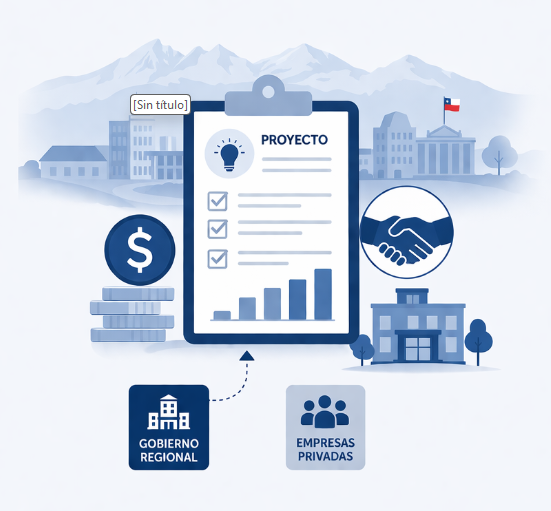 [Sin título]
PROYECTO
$
GOBIERNO
REGIONAL
EMPRESAS
PRIVADAS